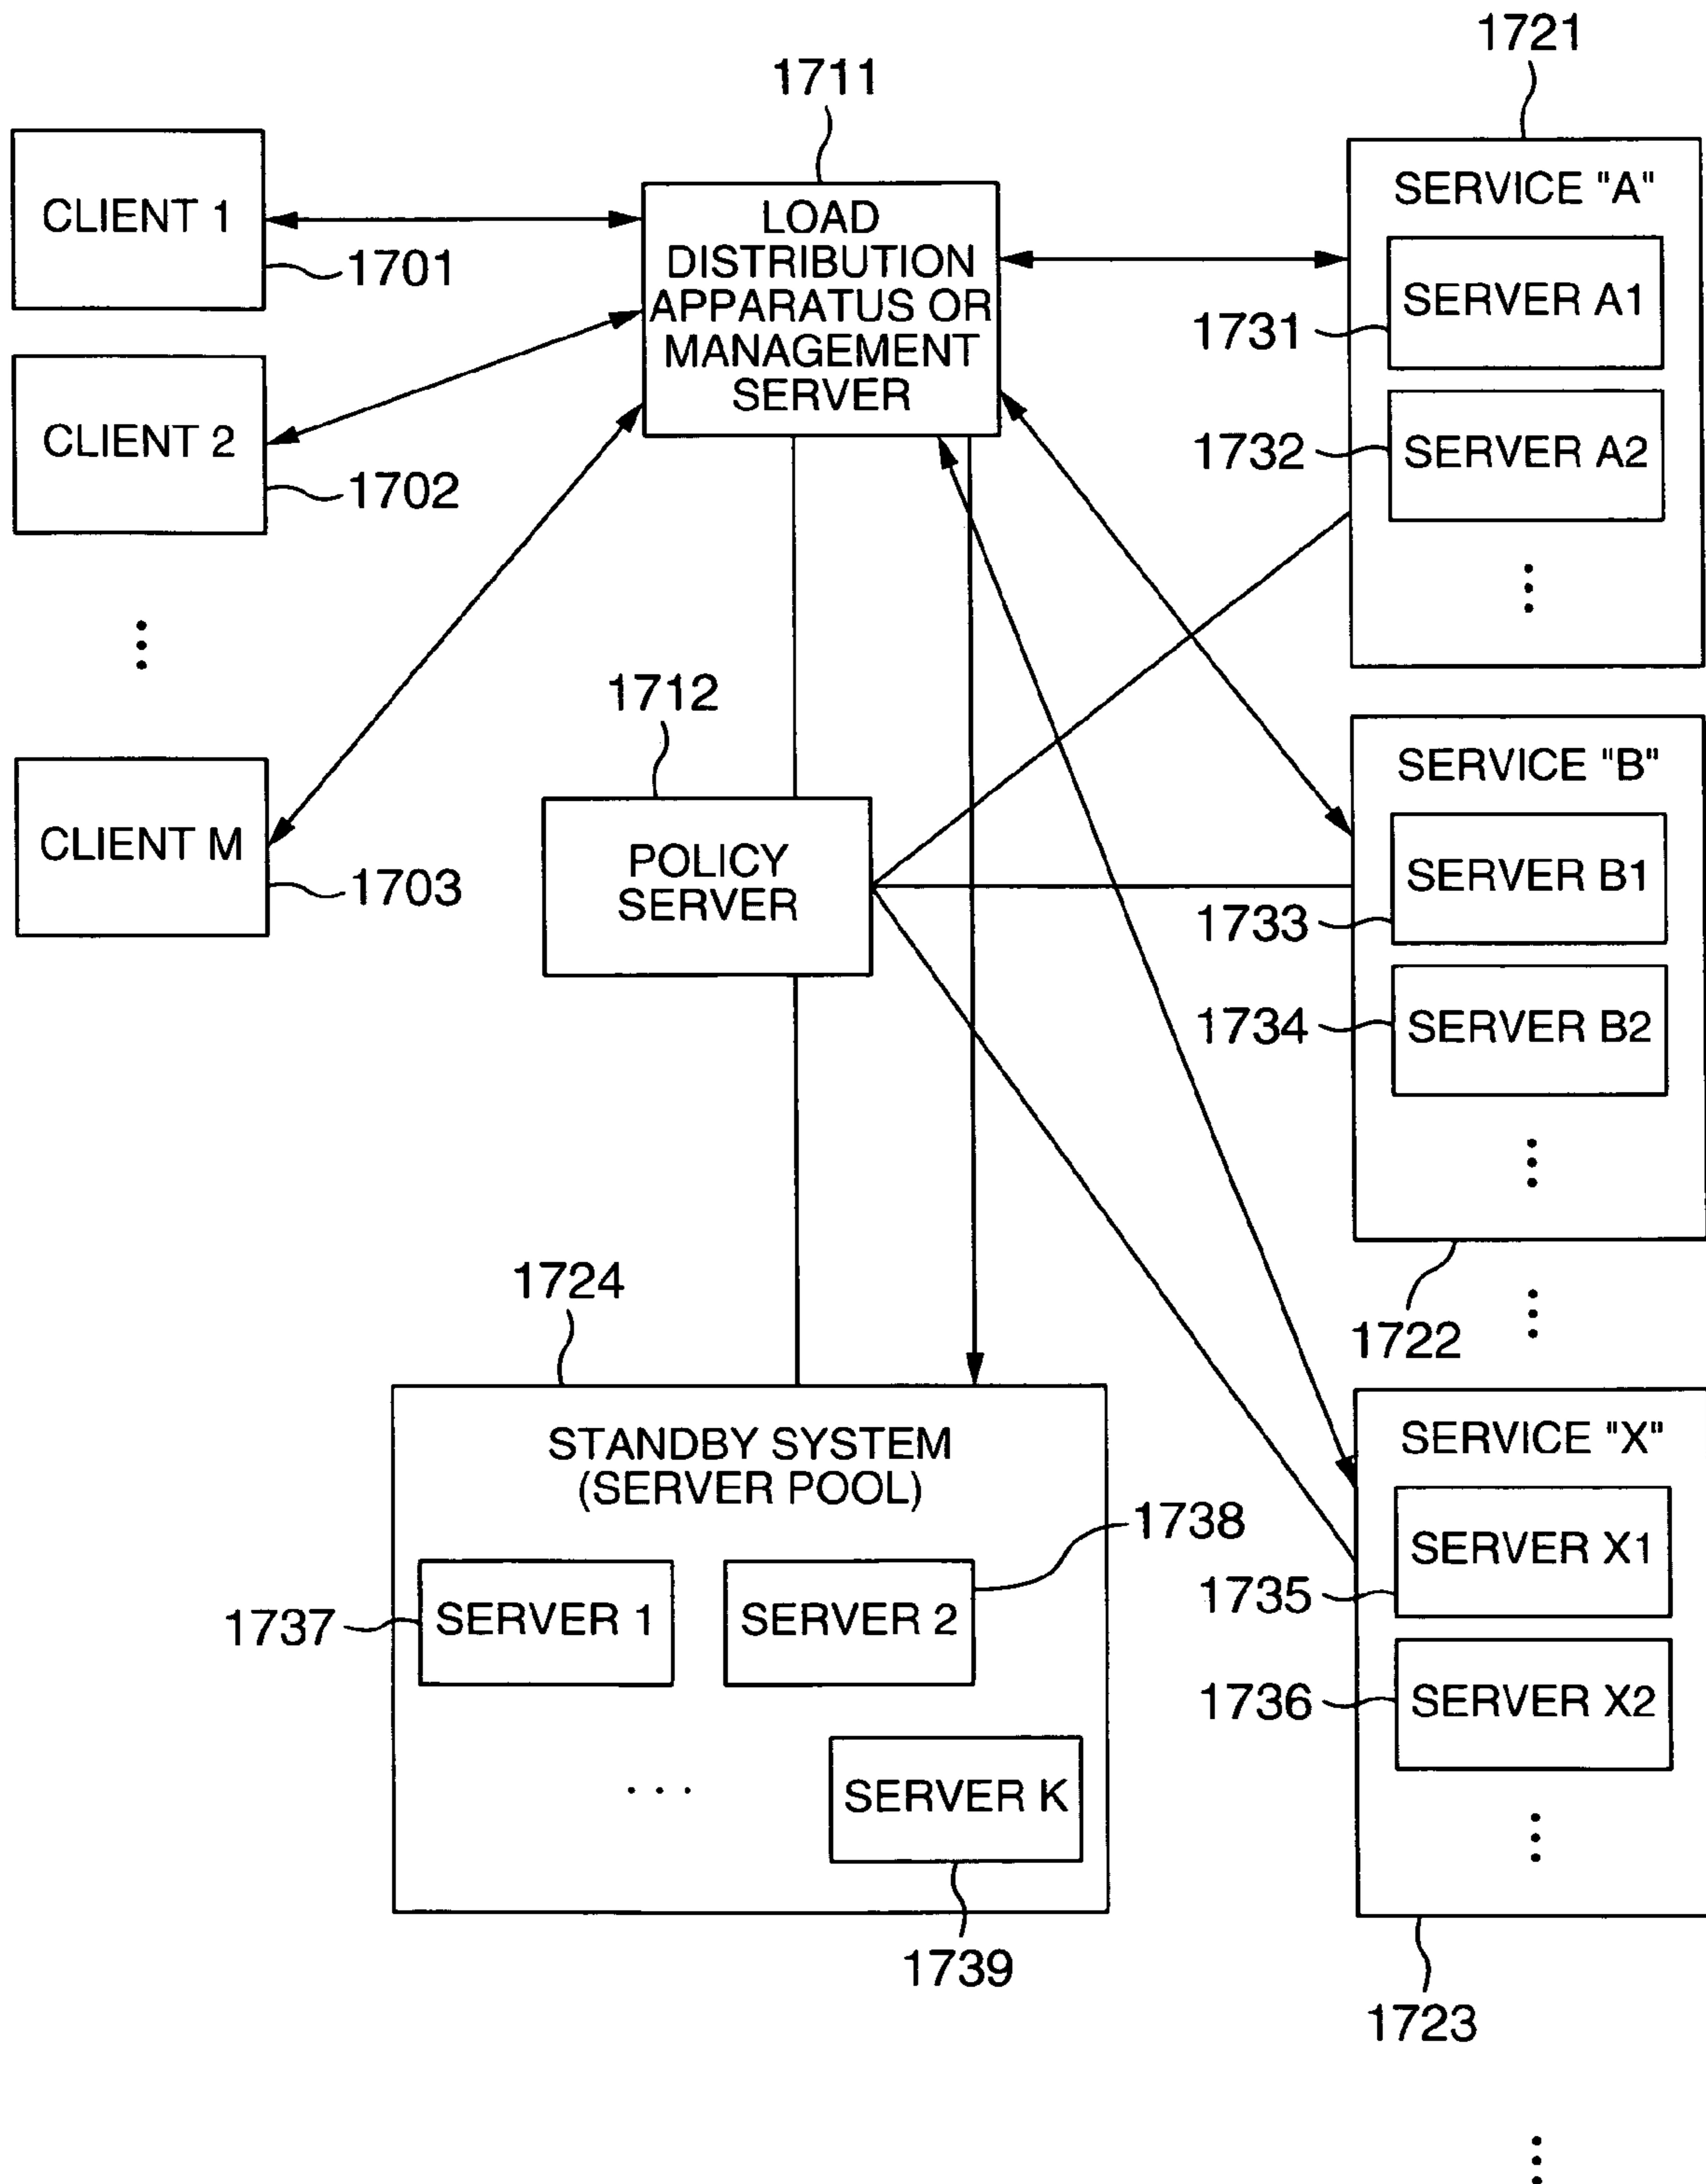 1721
1711
CLIENT 1
1701
LOAD
DISTRIBUTION
APPARATUS OR
MANAGEMENT
SERVER
SERVICE "A"
SERVER A1
1731
CLIENT 2
1702
1732
SERVER A2
1712
CLIENT M
1703
POLICY
SERVER
SERVICE "B"
SERVER B1
1733
1734
SERVER B2
1722
1724
STANDBY SYSTEM
(SERVER POOL)
1738
1737
SERVER 1
SERVER 2
SERVER K
1739
SERVICE "X"
SERVER X1
1735
1736
SERVER X2
1723